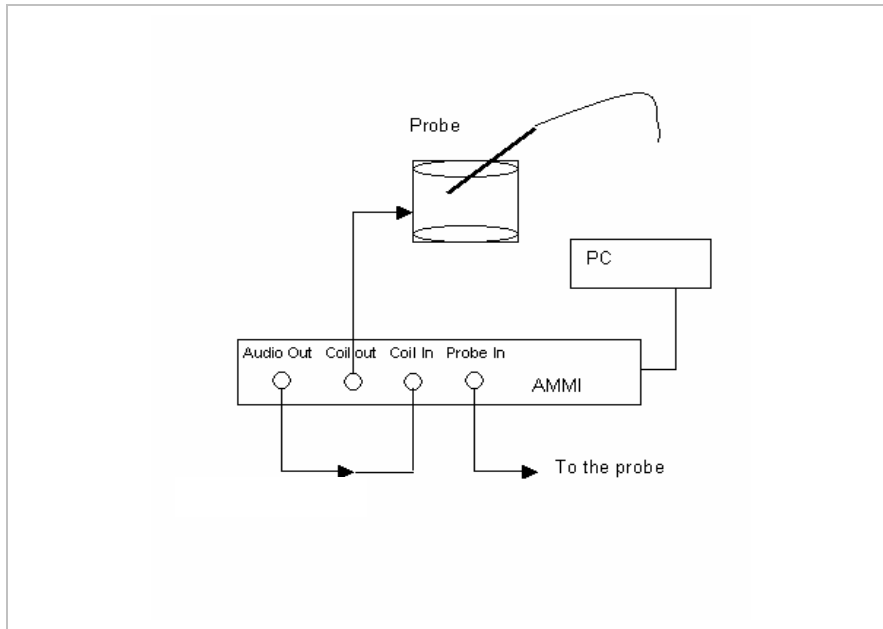 Probe
PC
Audio Out Coil out Coil In Probe In
AMMI
To the probe